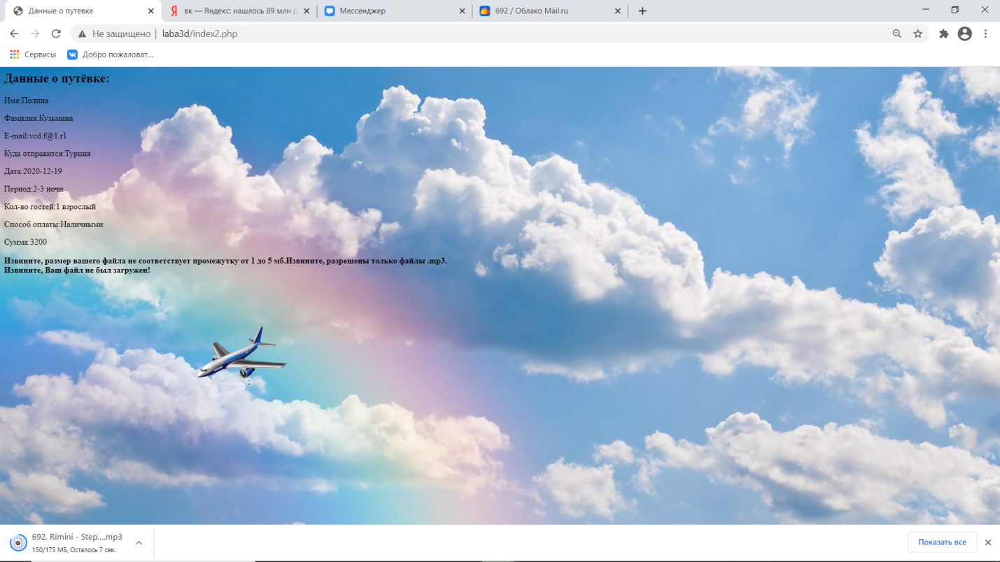 Данные о путевке
вк — Яндекс: нашлось 89 млн р
Мессенджер
692 / Облако Mail.ru
Не защищено | laba3d/index2.php
Сервисы
Добро пожаловат...
Данные о путёвке:
Имя:Полина
Фамилия:Кузьмина
E-mail:vcd.f@1.r1
Куда отправится:Турция
Дата:2020-12-19
Период:2-3 ночи
Кол-во гостей:1 взрослый
Способ оплаты:Наличными
Сумма:3200
Извините, размер вашего файла не соответствует промежутку от 1 до 5 мб.Извините, разрешены только файлы .mp3.
Извините, Ваш файл не был загружен!
692. Rimini - Step....mp3
150/175 МБ, Осталось 7 сек.
Показать все